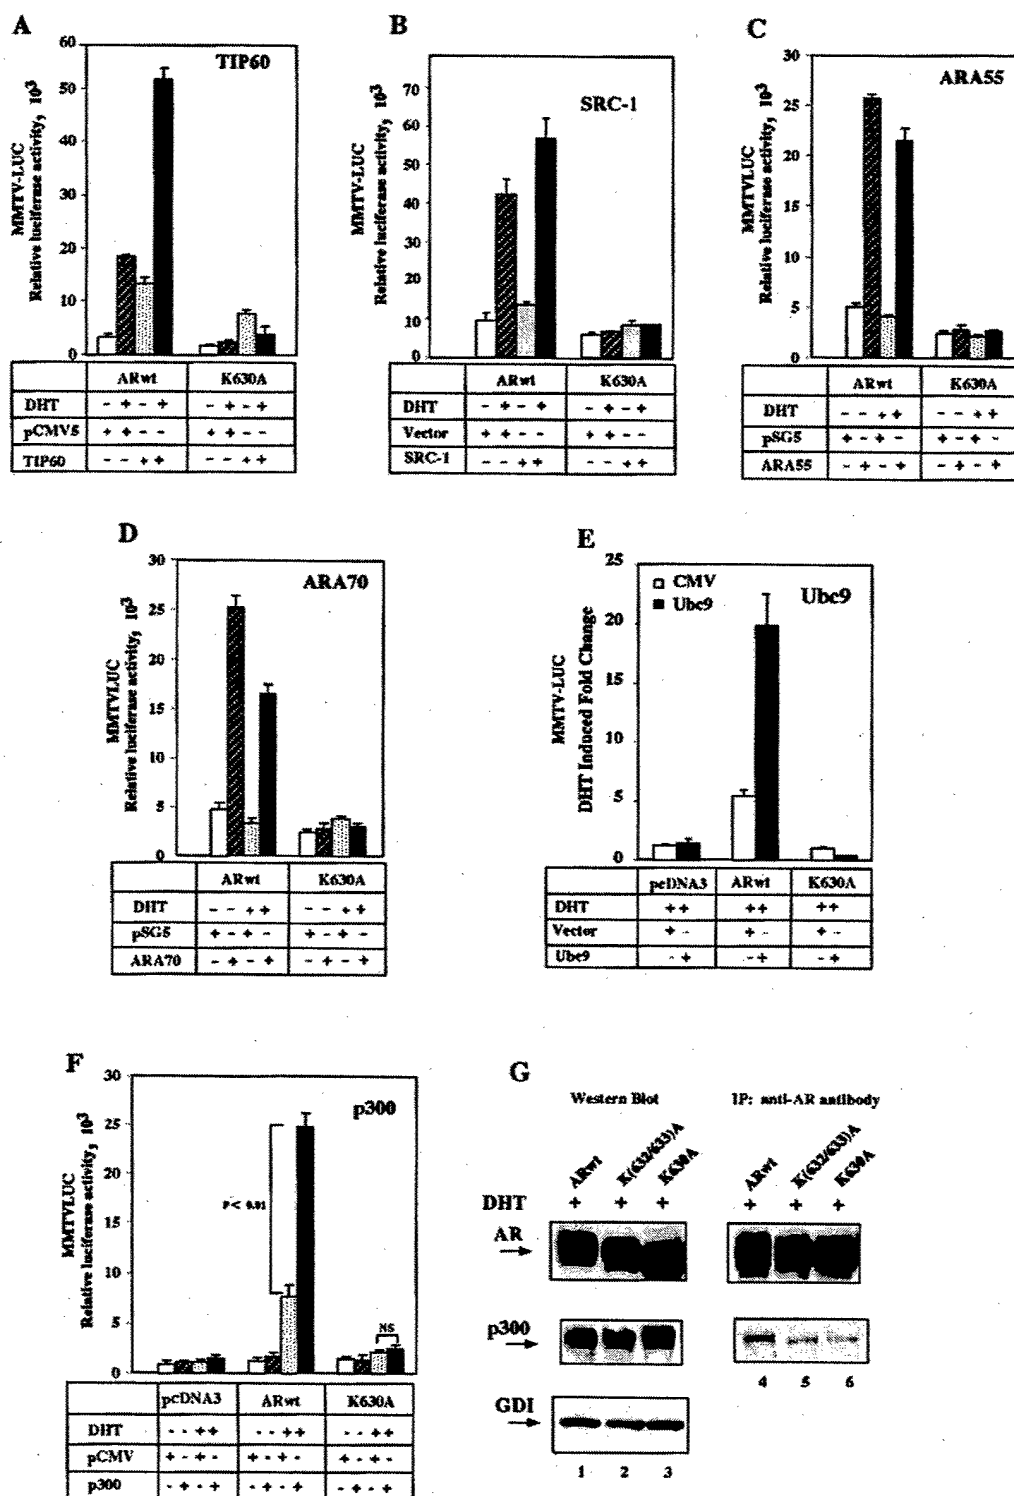 A
TIP60
MMTV-LUC
Relative luciferase activity, 10³
60
50
40
30
20
10
0
ARwt K630A
DHT - + - + - + - +
pCMV5 + + - - + + - -
TIP60 - - + + - - + +
B
SRC-1
MMTV-LUC
Relative luciferase activity, 10³
70
60
50
40
30
20
10
0
ARwt K630A
DHT - + - + - + - +
Vector + + - - + + - -
SRC-1 - - + + - - + +
C
ARA55
MMTVLUC
Relative luciferase activity, 10³
30
25
20
15
10
5
0
ARwt K630A
DHT - - + + - - + +
pSG5 + - + - + - + -
ARA55 - + - + - + - +
D
ARA70
MMTVLUC
Relative luciferase activity, 10³
30
25
20
15
10
5
0
ARwt K630A
DHT - - + + - - + +
pSG5 + - + - + - + -
ARA70 - + - + - + - +
E
Ubc9
CMV
Ubc9
MMTV-LUC
DHT Induced Fold Change
25
20
15
10
5
0
pcDNA3 ARwt K630A
DHT + + + + + +
Vector + - + - + -
Ubc9 - + - + - +
F
p300
MMTVLUC
Relative luciferase activity, 10³
30
25
20
15
10
5
0
P < 0.01
NS
pcDNA3 ARwt K630A
DHT - - + + - - + + - - + +
pCMV + - + - + - + - + - + -
p300 - + - + - + - + - + - +
G
Western Blot IP: anti-AR antibody
ARwt K(632/633)A K630A ARwt K(632/633)A K630A
DHT + + + + + +
AR
p300
4 5 6
GDI
1 2 3